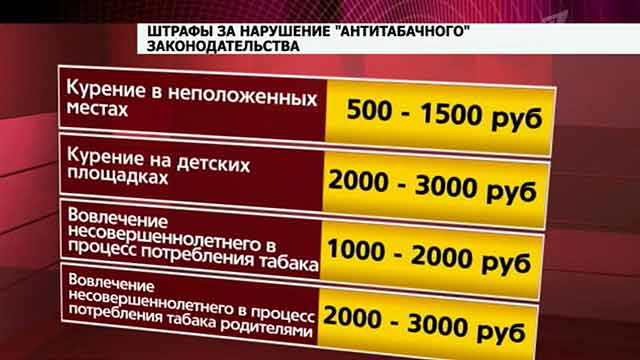 ШТРАФЫ ЗА НАРУШЕНИЕ "АНТИТАБАЧНОГО"
ЗАКОНОДАТЕЛЬСТВА
Курение в неположенных
местах
500 - 1500 руб
Курение на детских
площадках
2000 - 3000 руб
Вовлечение
несовершеннолетнего в
процесс потребления табака
1000 - 2000 руб
Вовлечение
несовершеннолетнего в процесс
потребления табака родителями
2000 - 3000 руб